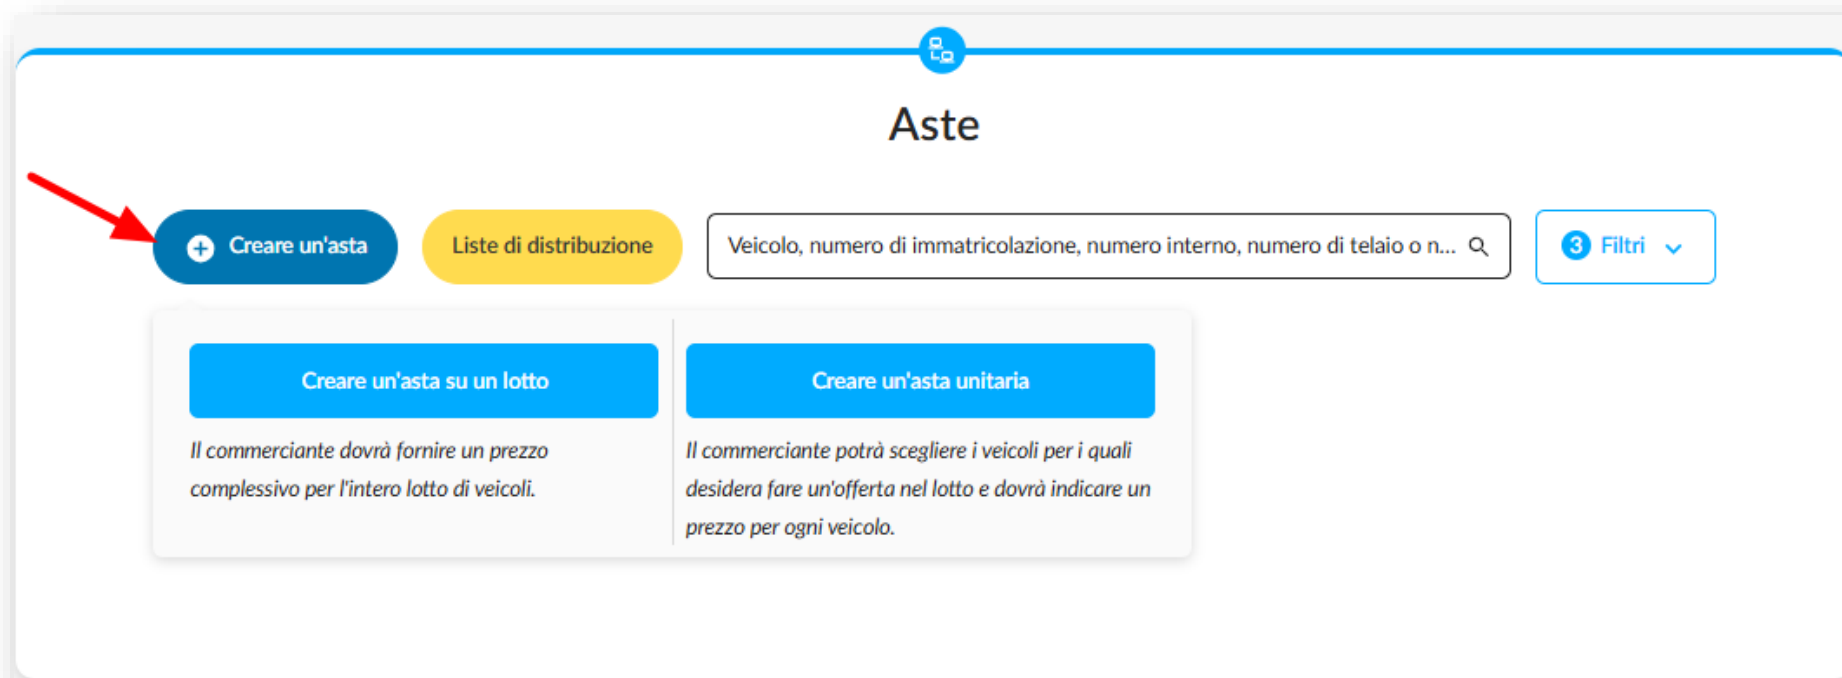 Aste
Creare un'asta
Liste di distribuzione
Veicolo, numero di immatricolazione, numero interno, numero di telaio o n...
3 Filtri
Creare un'asta su un lotto
Il commerciante dovrà fornire un prezzo
complessivo per l'intero lotto di veicoli.
Creare un'asta unitaria
Il commerciante potrà scegliere i veicoli per i quali
desidera fare un'offerta nel lotto e dovrà indicare un
prezzo per ogni veicolo.